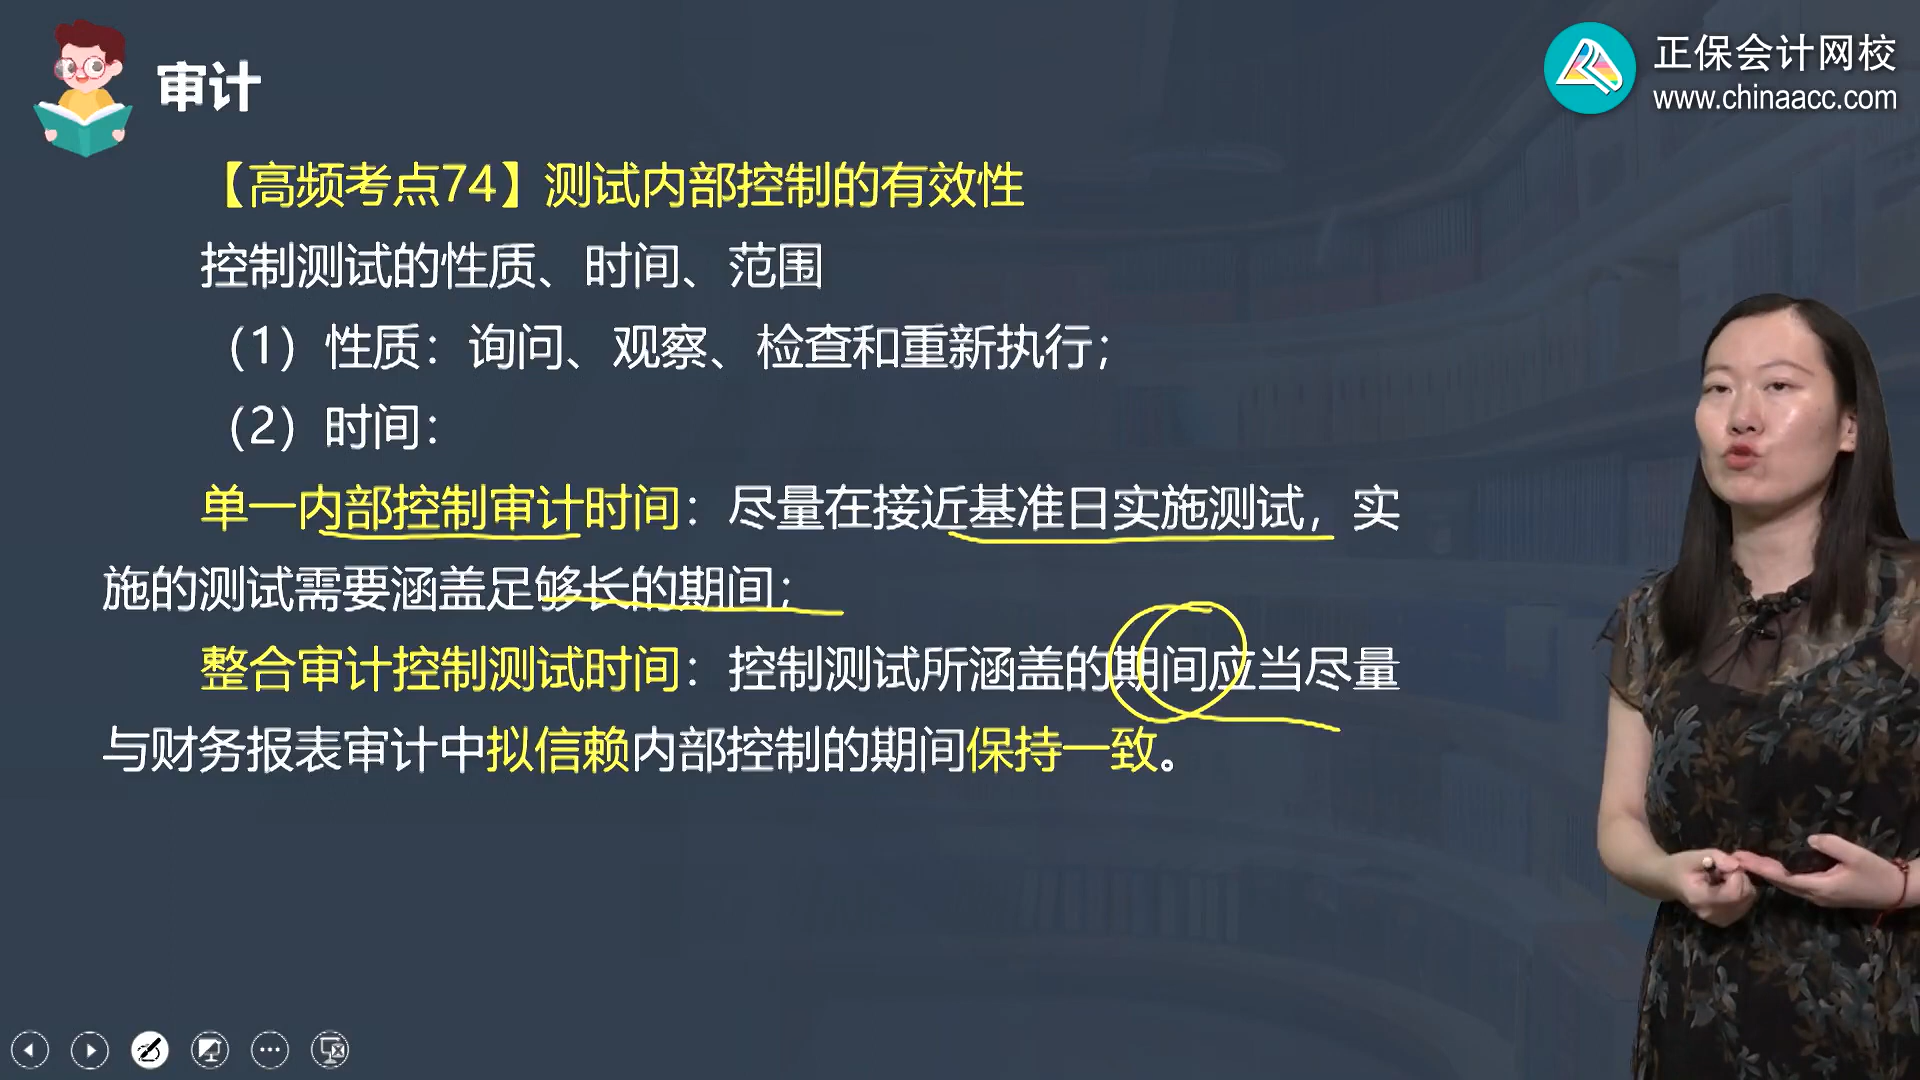 审计
正保会计网校
www.chinaacc.com
【高频考点74】测试内部控制的有效性
控制测试的性质、时间、范围
（1）性质：询问、观察、检查和重新执行；
（2）时间：
单一内部控制审计时间：尽量在接近基准日实施测试，实
施的测试需要涵盖足够长的期间；
整合审计控制测试时间：控制测试所涵盖的期间应当尽量
与财务报表审计中拟信赖内部控制的期间保持一致。